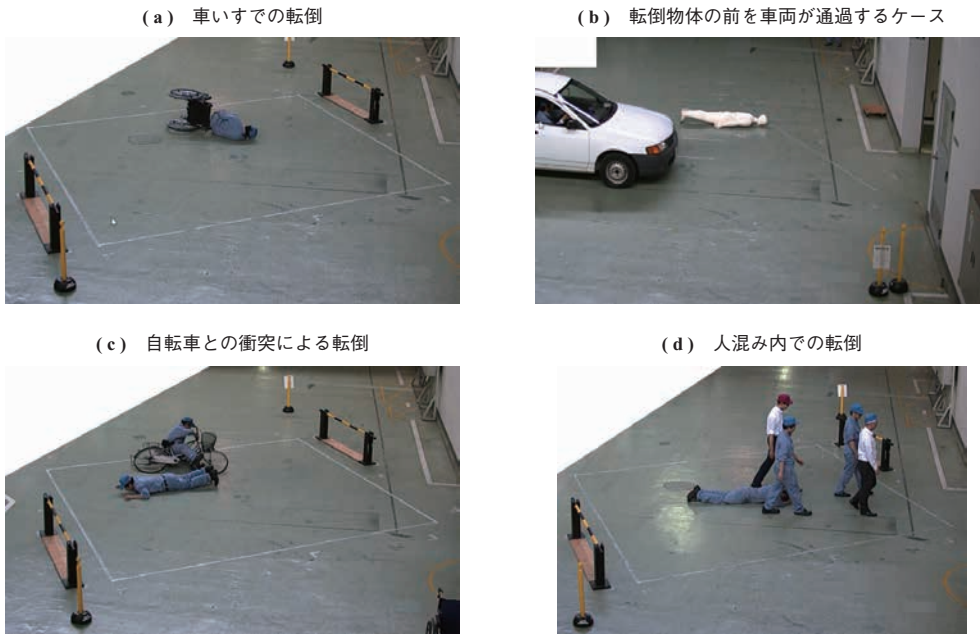 (a) 車いすでの転倒
(b) 転倒物体の前を車両が通過するケース
(c) 自転車との衝突による転倒
(d) 人混み内での転倒